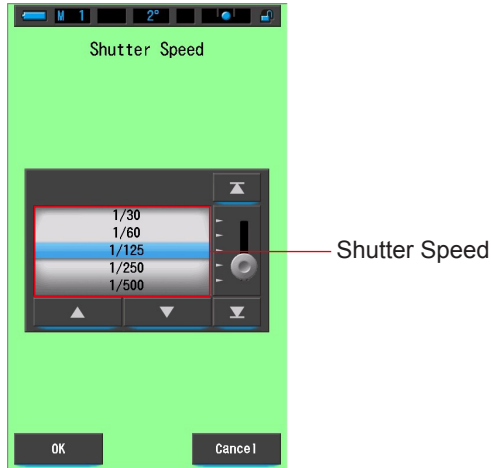 M 1 2°
Shutter Speed
1/30
1/60
1/125
1/250
1/500
Shutter Speed
OK Cancel